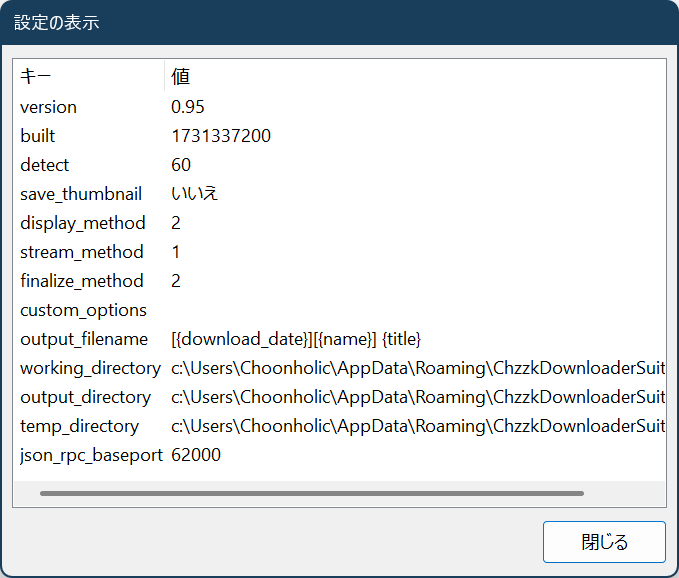 設定の表示
キー 値
version 0.95
built 1731337200
detect 60
save_thumbnail いいえ
display_method 2
stream_method 1
finalize_method 2
custom_options
output_filename [{download_date}][{name}] {title}
working_directory c:\Users\Choonholic\AppData\Roaming\ChzzkDownloaderSuit
output_directory c:\Users\Choonholic\AppData\Roaming\ChzzkDownloaderSuit
temp_directory c:\Users\Choonholic\AppData\Roaming\ChzzkDownloaderSuit
json_rpc_baseport 62000
閉じる